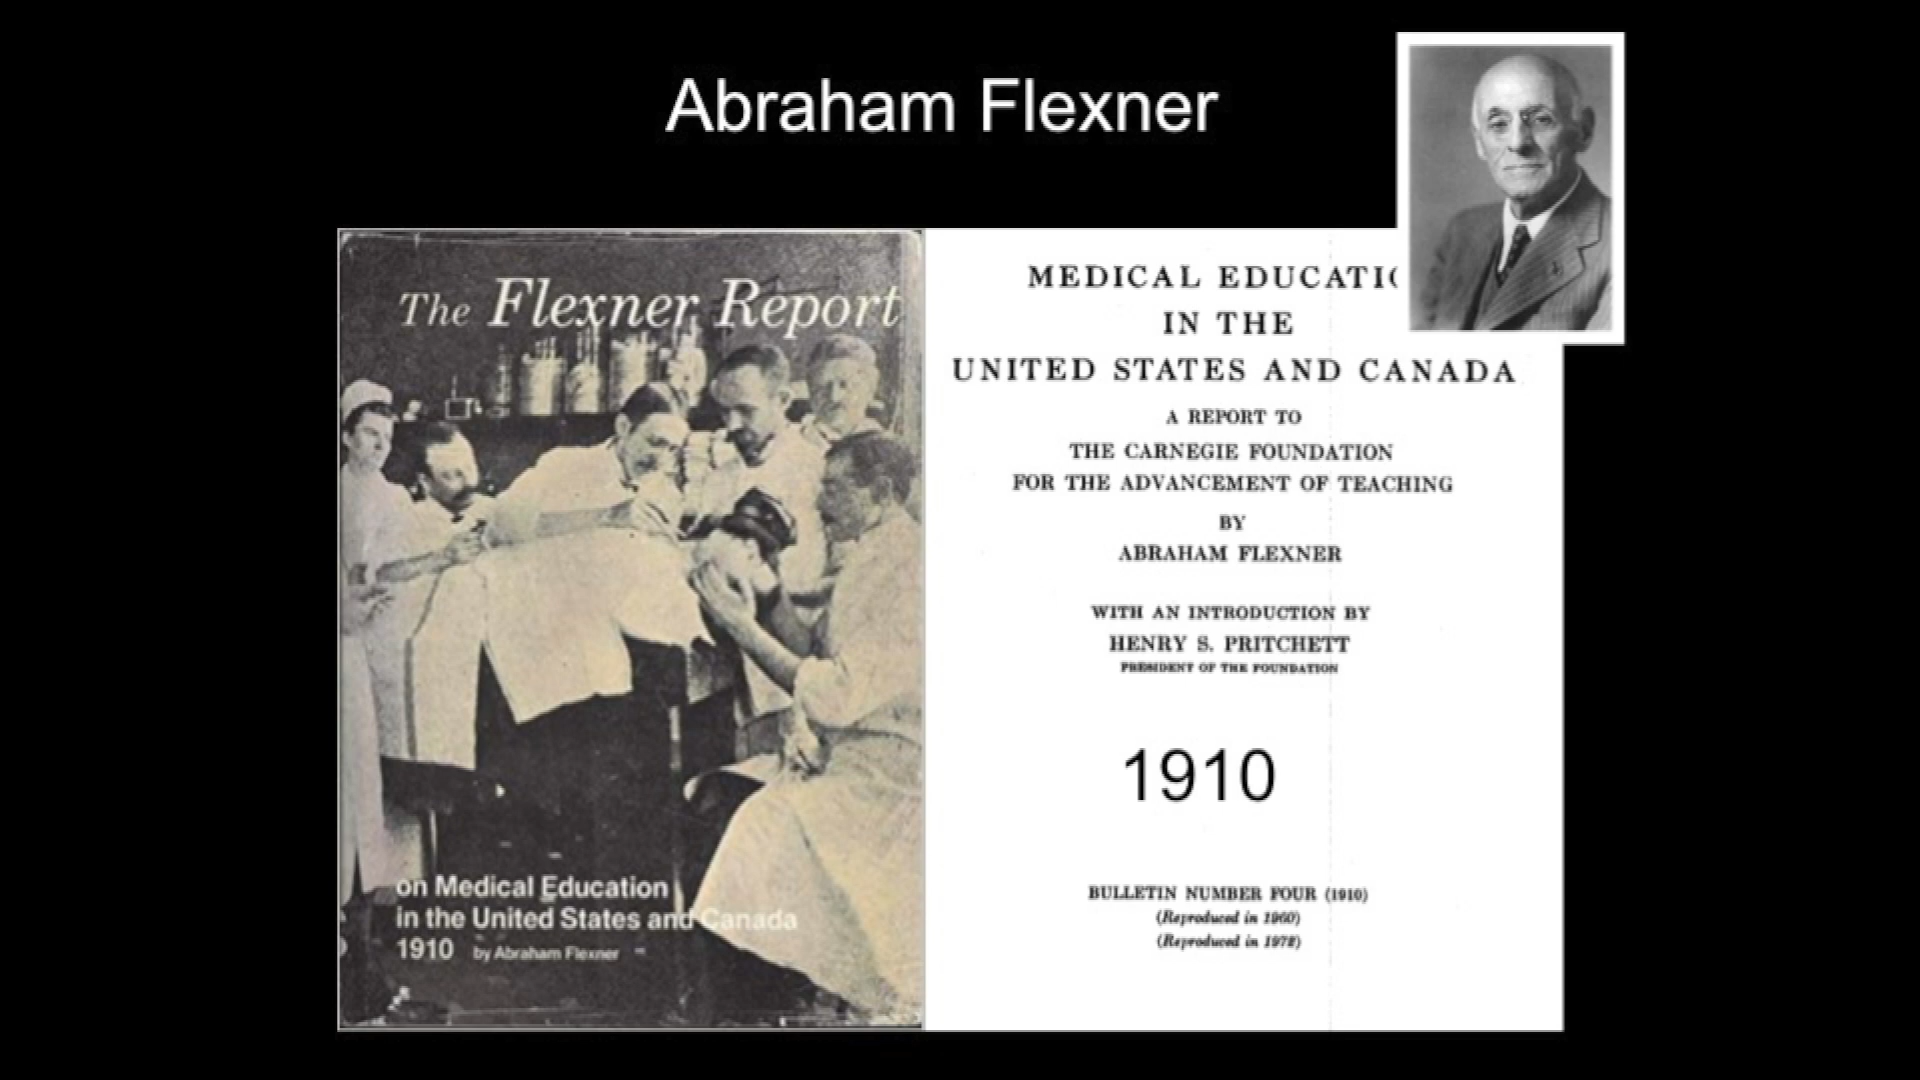 Abraham Flexner
The Flexner Report
on Medical Education
in the United States and Canada
1910 by Abraham Flexner
MEDICAL EDUCATIO
IN THE
UNITED STATES AND CANADA
A REPORT TO
THE CARNEGIE FOUNDATION
FOR THE ADVANCEMENT OF TEACHING
BY
ABRAHAM FLEXNER
WITH AN INTRODUCTION BY
HENRY S. PRITCHETT
PRESIDENT OF THE FOUNDATION
1910
BULLETIN NUMBER FOUR (1910)
(Reproduced in 1960)
(Reproduced in 1972)